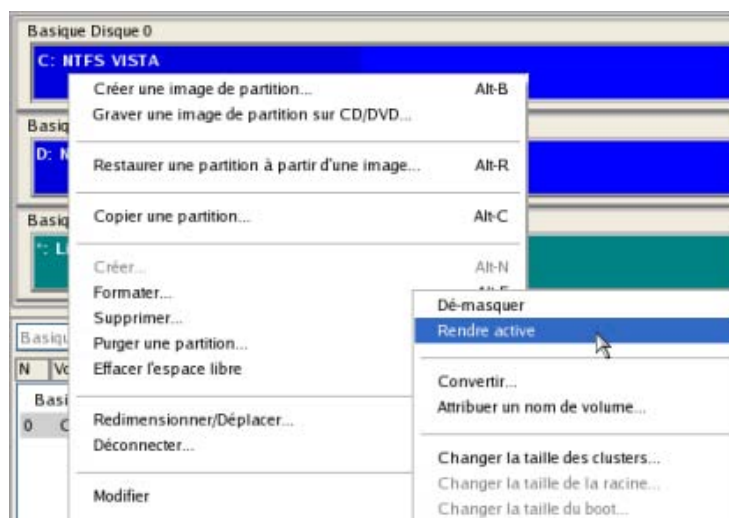 Basique Disque 0
C: NTFS VISTA
Créer une image de partition... Alt-B
Graver une image de partition sur CD/DVD...
Basiq
D: N
Restaurer une partition à partir d'une image... Alt-R
Copier une partition... Alt-C
Basiq
*: Li
Créer... Alt-N
Formater...
Dé-masquer
Supprimer...
Rendre active
Basiqu
Purger une partition...
N Vo
Effacer l'espace libre
Convertir...
Basi
Attribuer un nom de volume...
0 C
Redimensionner/Déplacer...
Déconnecter...
Changer la taille des clusters...
Changer la taille de la racine...
Modifier
Changer la taille du boot...